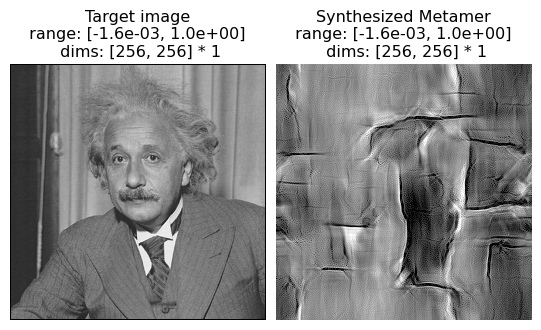 Target image
range: [-1.6e-03, 1.0e+00]
dims: [256, 256] * 1
Synthesized Metamer
range: [-1.6e-03, 1.0e+00]
dims: [256, 256] * 1